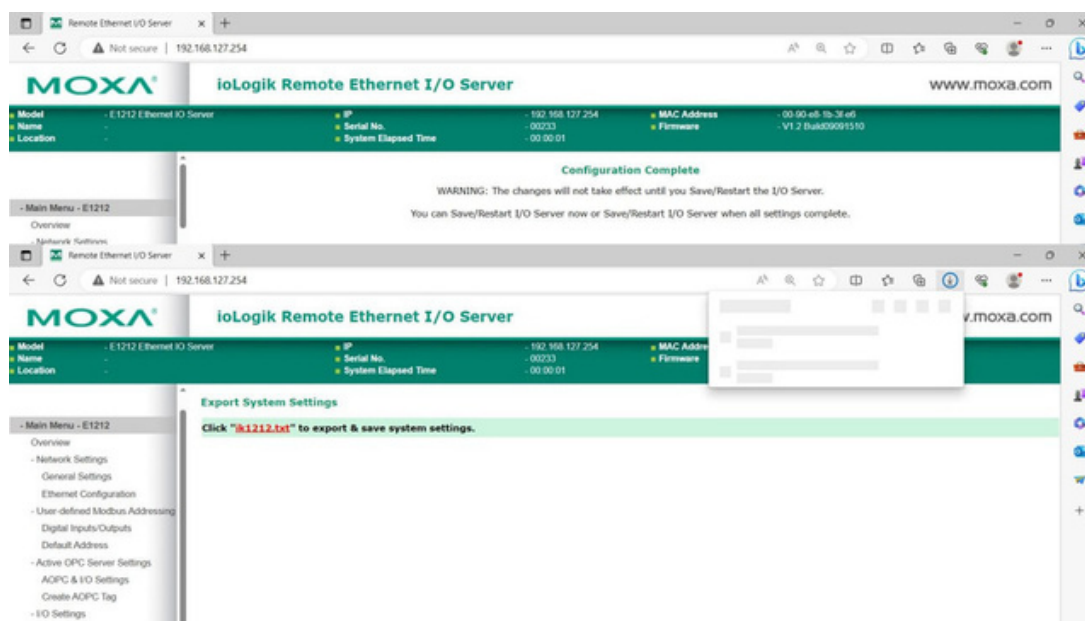 Remote Ethernet I/O Server
Not secure | 192.168.127.254
MOXA
ioLogik Remote Ethernet I/O Server
www.moxa.com
Model - E1212 Ethernet IO Server IP - 192.168.127.254 MAC Address - 00-90-e8-1b-3f-e6
Name - Serial No. - 00233 Firmware - V1.2 Build09091510
Location - System Elapsed Time - 00:00:01
Configuration Complete
WARNING: The changes will not take effect until you Save/Restart the I/O Server.
You can Save/Restart I/O Server now or Save/Restart I/O Server when all settings complete.
- Main Menu - E1212
Overview
- Network Settings
Remote Ethernet I/O Server
Not secure | 192.168.127.254
MOXA
ioLogik Remote Ethernet I/O Server
v.moxa.com
Model - E1212 Ethernet IO Server IP - 192.168.127.254 MAC Addre
Name - Serial No. - 00233 Firmware
Location - System Elapsed Time - 00:00:01
Export System Settings
Click "ik1212.txt" to export & save system settings.
- Main Menu - E1212
Overview
- Network Settings
General Settings
Ethernet Configuration
- User-defined Modbus Addressing
Digital Inputs/Outputs
Default Address
- Active OPC Server Settings
AOPC & I/O Settings
Create AOPC Tag
- I/O Settings